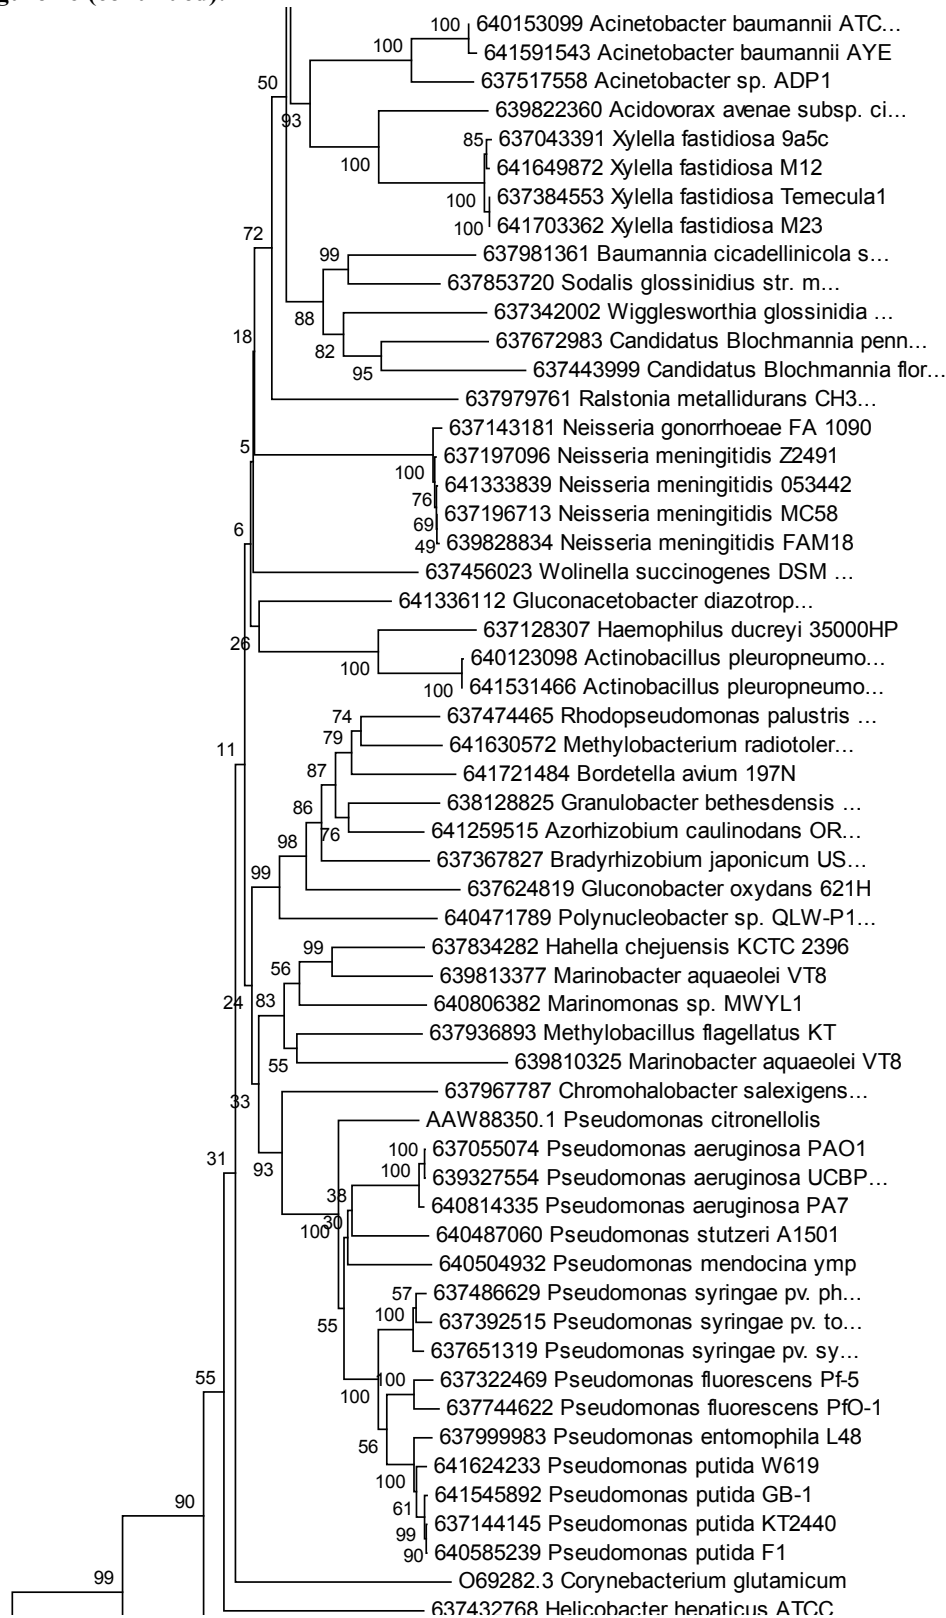 (continued).
100 640153099 Acinetobacter baumannii ATC...
100 641591543 Acinetobacter baumannii AYE
637517558 Acinetobacter sp. ADP1
50
93 639822360 Acidovorax avenae subsp. ci...
85 637043391 Xylella fastidiosa 9a5c
100 641649872 Xylella fastidiosa M12
100 637384553 Xylella fastidiosa Temecula1
100 641703362 Xylella fastidiosa M23
72
99 637981361 Baumannia cicadellinicola s...
637853720 Sodalis glossinidius str. m...
88 637342002 Wigglesworthia glossinidia ...
18 82 637672983 Candidatus Blochmannia penn...
95 637443999 Candidatus Blochmannia flor...
637979761 Ralstonia metallidurans CH3...
637143181 Neisseria gonorrhoeae FA 1090
5 100 637197096 Neisseria meningitidis Z2491
76 641333839 Neisseria meningitidis 053442
69 637196713 Neisseria meningitidis MC58
6 49 639828834 Neisseria meningitidis FAM18
637456023 Wolinella succinogenes DSM ...
641336112 Gluconacetobacter diazotrop...
26 637128307 Haemophilus ducreyi 35000HP
100 640123098 Actinobacillus pleuropneumo...
100 641531466 Actinobacillus pleuropneumo...
74 637474465 Rhodopseudomonas palustris ...
11 79 641630572 Methylobacterium radiotoler...
87 641721484 Bordetella avium 197N
86 638128825 Granulobacter bethesdensis ...
76 641259515 Azorhizobium caulinodans OR...
98 637367827 Bradyrhizobium japonicum US...
99 637624819 Gluconobacter oxydans 621H
640471789 Polynucleobacter sp. QLW-P1...
99 637834282 Hahella chejuensis KCTC 2396
56 639813377 Marinobacter aquaeolei VT8
24 83 640806382 Marinomonas sp. MWYL1
637936893 Methylobacillus flagellatus KT
55 639810325 Marinobacter aquaeolei VT8
33 637967787 Chromohalobacter salexigens...
AAW88350.1 Pseudomonas citronellolis
31 100 637055074 Pseudomonas aeruginosa PAO1
93 100 639327554 Pseudomonas aeruginosa UCBP...
38 640814335 Pseudomonas aeruginosa PA7
100 30 640487060 Pseudomonas stutzeri A1501
640504932 Pseudomonas mendocina ymp
57 637486629 Pseudomonas syringae pv. ph...
55 100 637392515 Pseudomonas syringae pv. to...
637651319 Pseudomonas syringae pv. sy...
55 100 100 637322469 Pseudomonas fluorescens Pf-5
637744622 Pseudomonas fluorescens PfO-1
56 637999983 Pseudomonas entomophila L48
100 641624233 Pseudomonas putida W619
90 61 641545892 Pseudomonas putida GB-1
99 637144145 Pseudomonas putida KT2440
90 640585239 Pseudomonas putida F1
99 O69282.3 Corynebacterium glutamicum
637432768 Helicobacter hepaticus ATCC